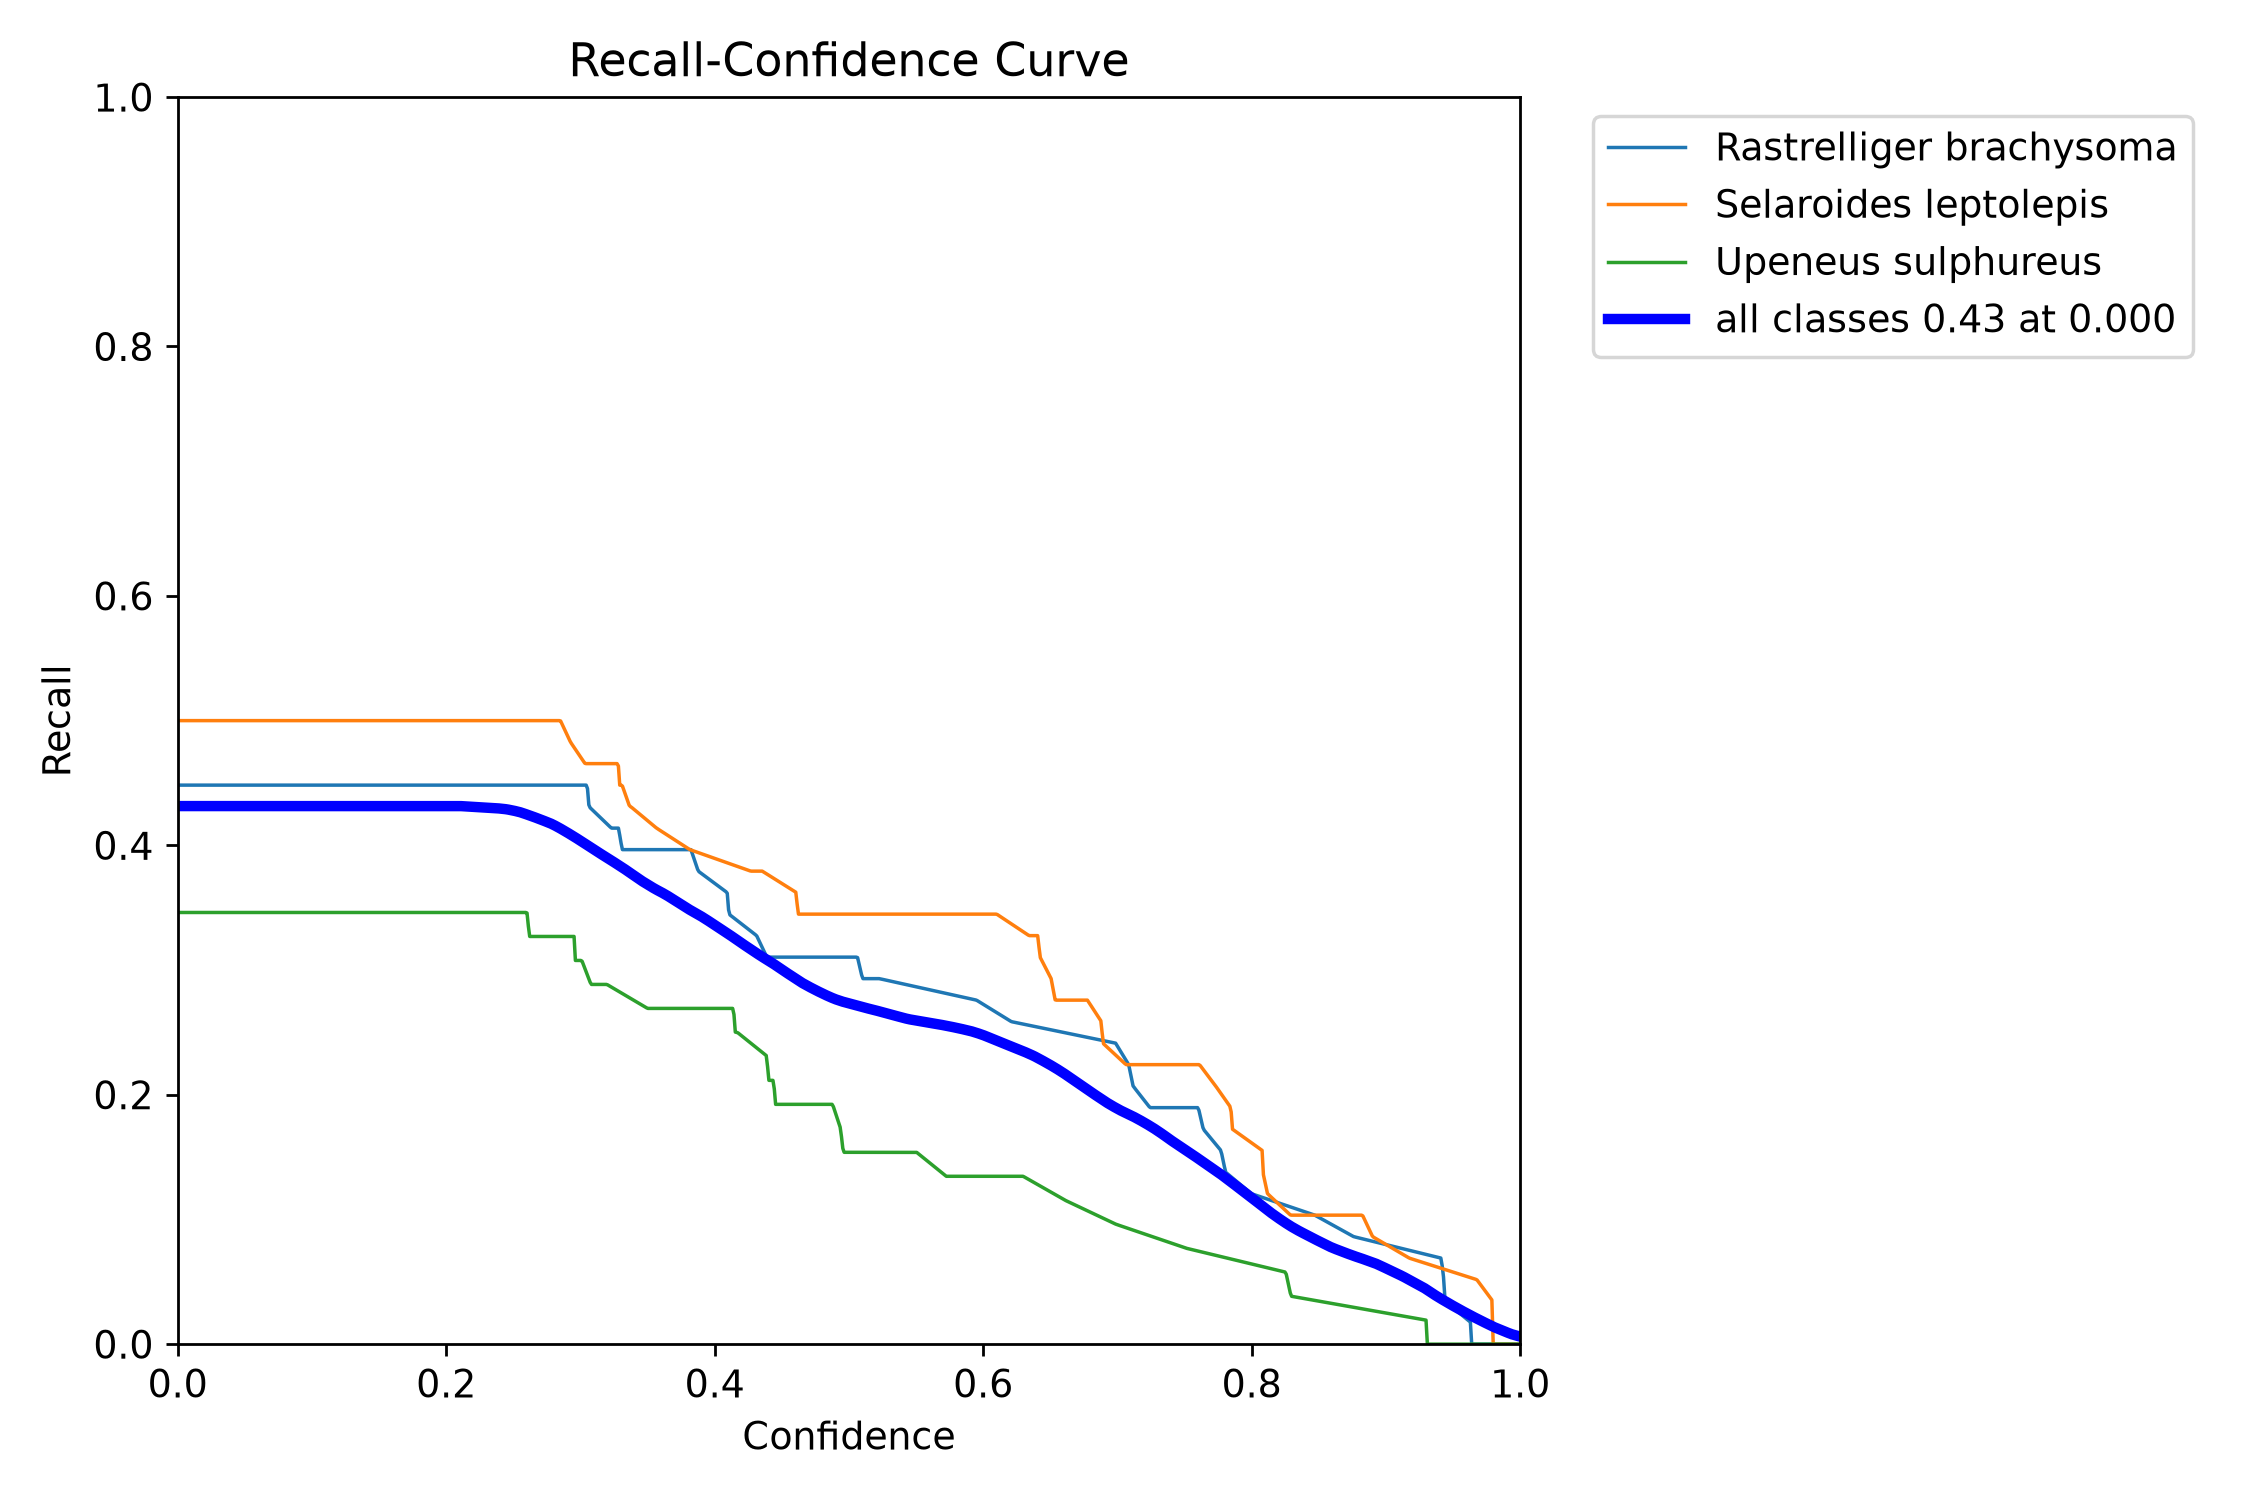 Recall-Confidence Curve
1.0
0.8
0.6
0.4
0.2
0.0
Recall
0.0 0.2 0.4 0.6 0.8 1.0
Confidence
Rastrelliger brachysoma
Selaroides leptolepis
Upeneus sulphureus
all classes 0.43 at 0.000